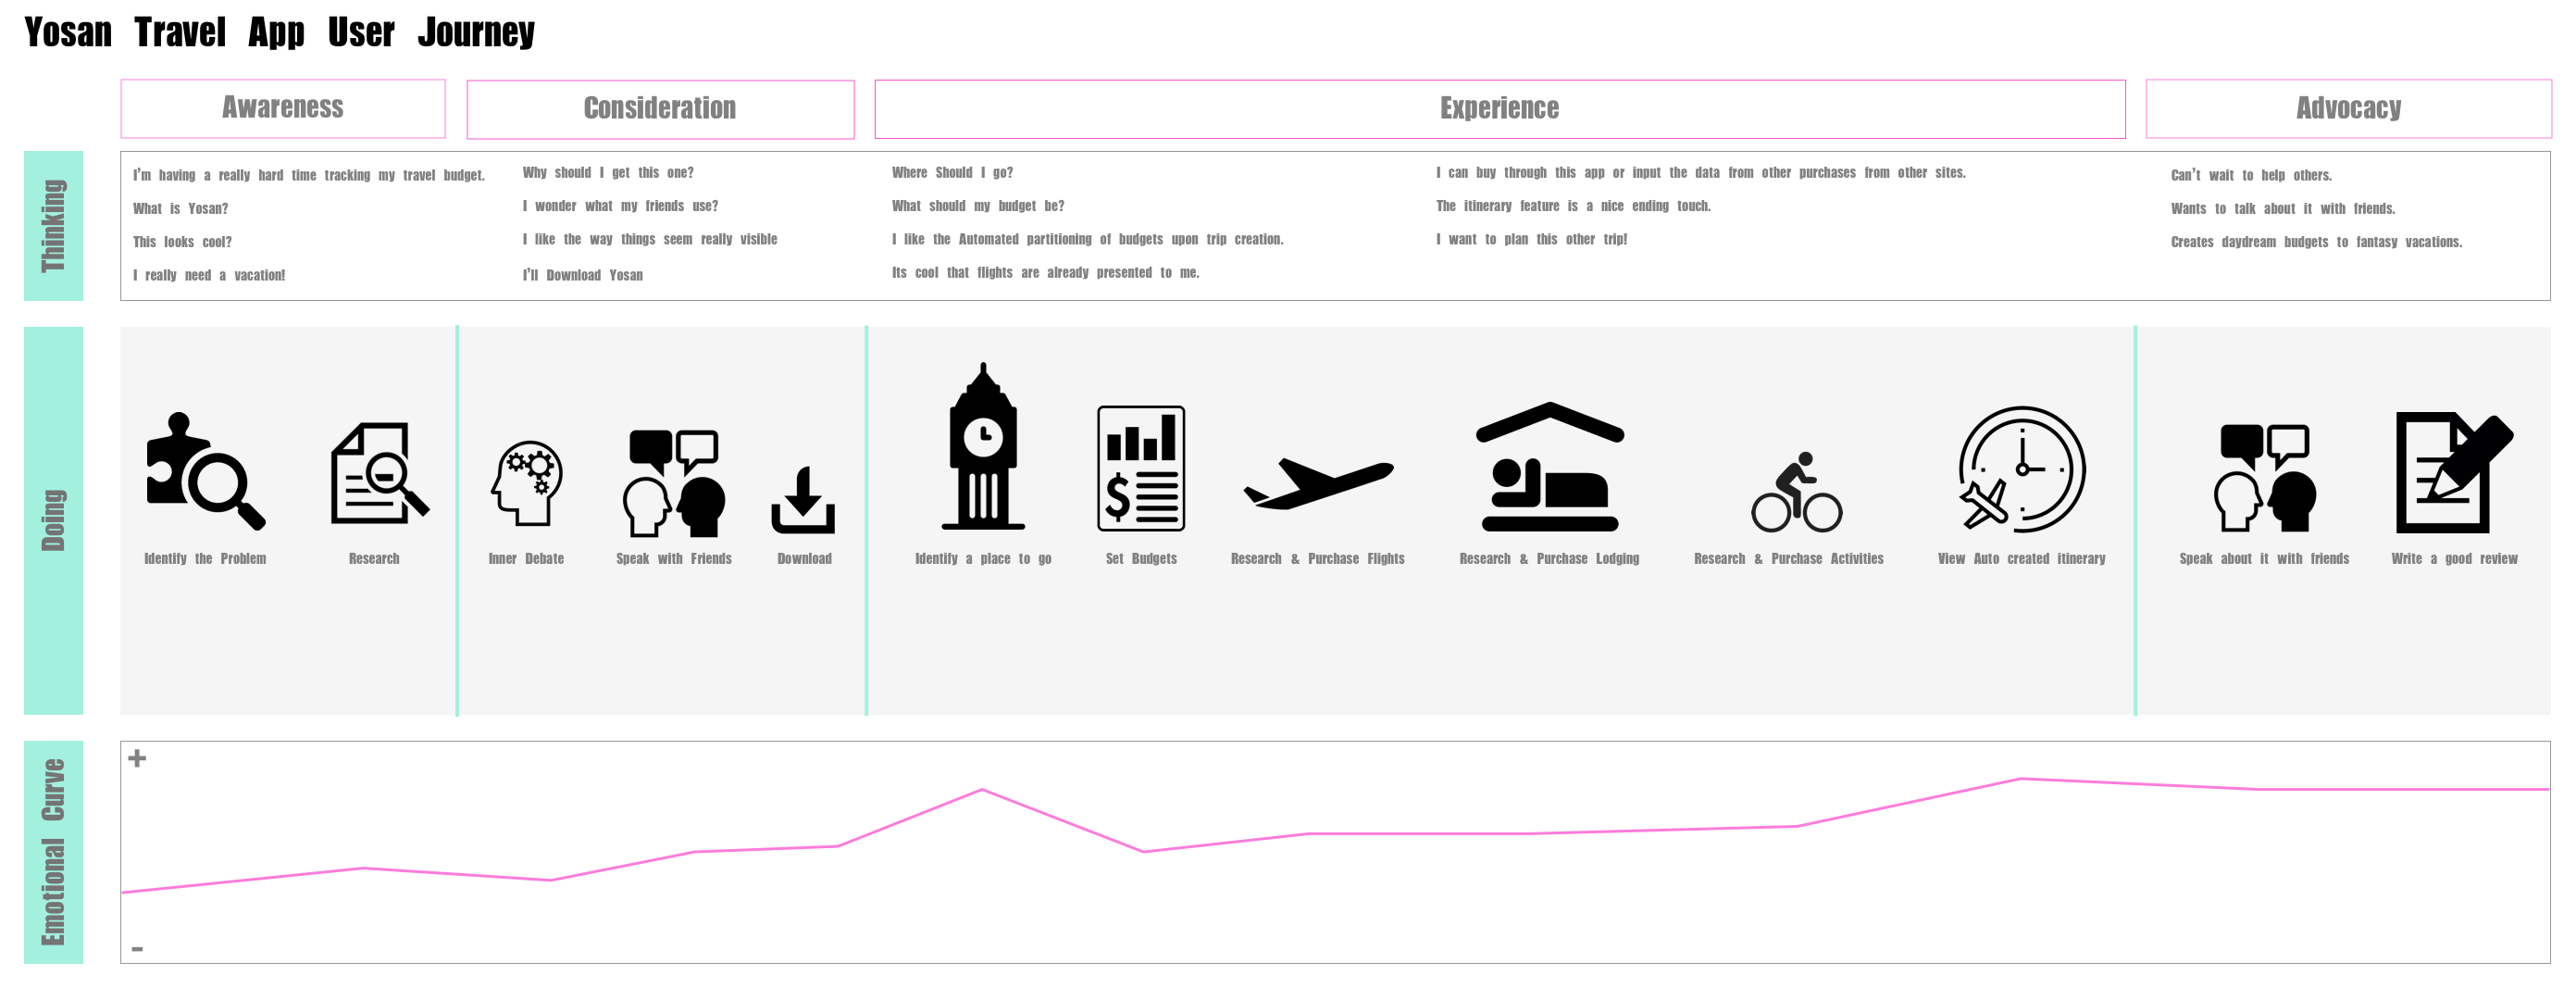 Yosan Travel App User Journey
Awareness
Consideration
Experience
Advocacy
Thinking
I'm having a really hard time tracking my travel budget.
What is Yosan?
This looks cool?
I really need a vacation!
Why should I get this one?
I wonder what my friends use?
I like the way things seem really visible
I'll Download Yosan
Where Should I go?
What should my budget be?
I like the Automated partitioning of budgets upon trip creation.
Its cool that flights are already presented to me.
I can buy through this app or input the data from other purchases from other sites.
The itinerary feature is a nice ending touch.
I want to plan this other trip!
Can't wait to help others.
Wants to talk about it with friends.
Creates daydream budgets to fantasy vacations.
Doing
$
Identify the Problem
Research
Inner Debate
Speak with Friends
Download
Identify a place to go
Set Budgets
Research & Purchase Flights
Research & Purchase Lodging
Research & Purchase Activities
View Auto created itinerary
Speak about it with friends
Write a good review
Emotional Curve
+
-